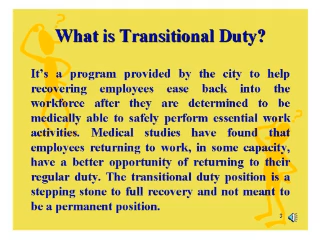 What is Transitional Duty?
It's a program provided by the city to help
recovering employees ease back into the
workforce after they are determined to be
medically able to safely perform essential work
activities. Medical studies have found that
employees returning to work, in some capacity,
have a better opportunity of returning to their
regular duty. The transitional duty position is a
stepping stone to full recovery and not meant to
be a permanent position.